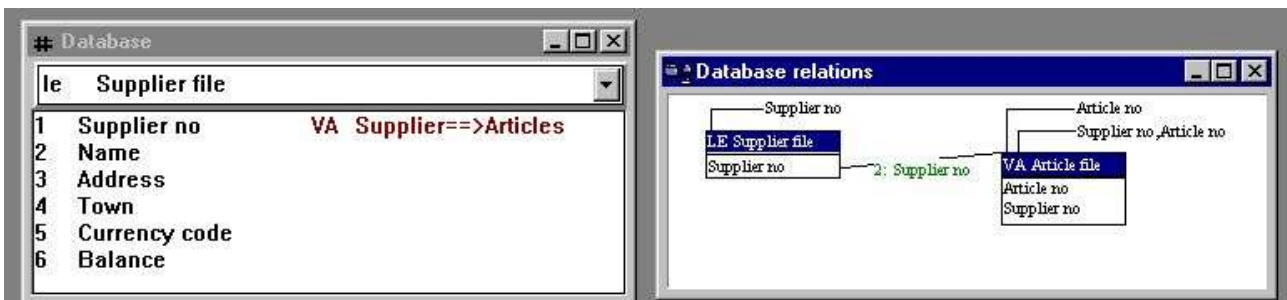 # Database
le Supplier file
1 Supplier no VA Supplier==>Articles
2 Name
3 Address
4 Town
5 Currency code
6 Balance
Database relations
Supplier no
LE Supplier file
Supplier no
2: Supplier no
Article no
Supplier no ,Article no
VA Article file
Article no
Supplier no